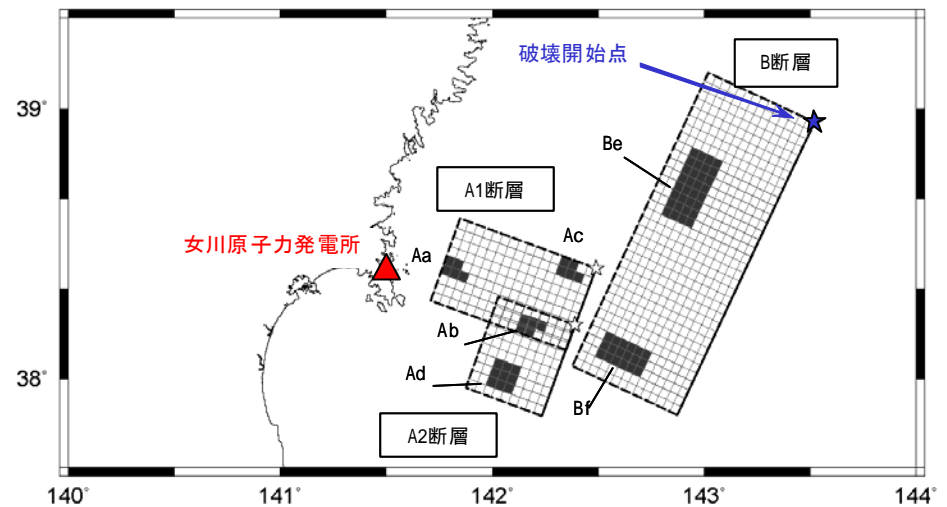 破壊開始点
B断層
39°
Be
A1断層
Ac
女川原子力発電所
Aa
Ab
38°
Ad
Bf
A2断層
140°
141°
142°
143°
144°